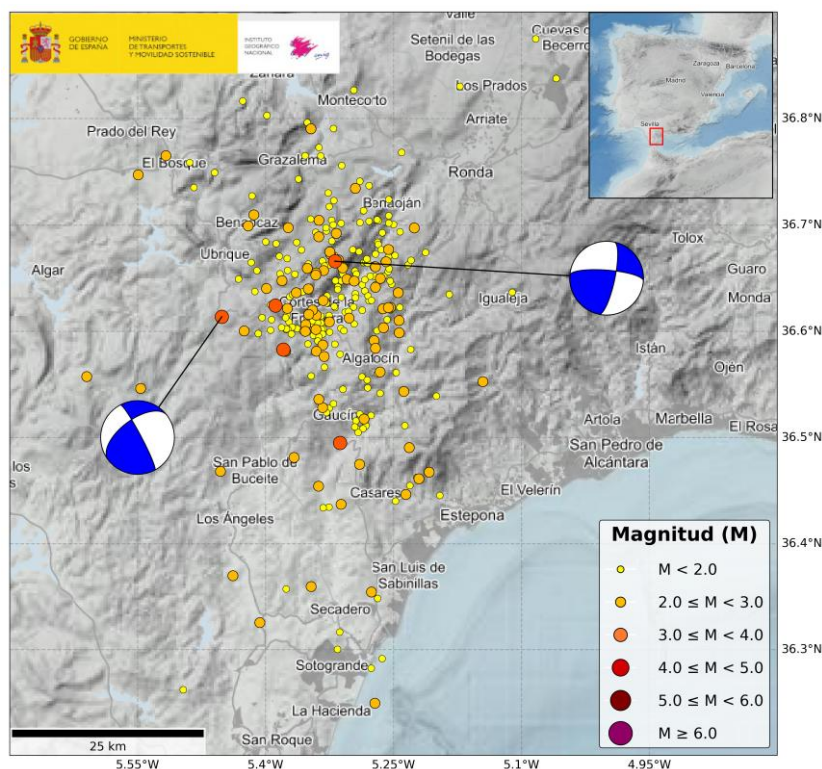 GOBIERNO
DE ESPAÑA
MINISTERIO
DE TRANSPORTES
Y MOVILIDAD SOSTENIBLE
INSTITUTO
GEOGRÁFICO
NACIONAL
Setenil de las
Bodegas
Cuevas
Becerro
Zahara
Montecorto
Los Prados
Arriate
Prado del Rey
El Bosque
Grazalema
Ronda
Benaoján
Benaocaz
Ubrique
Algar
Tolox
Guaro
Monda
Igualeja
Cortes de la
Frontera
Algatocín
Istán
Ojén
Gaucín
Artola
Marbella
El Rosa
San Pedro de
Alcántara
San Pablo de
Buceite
Casares
El Velerín
Estepona
Los Ángeles
San Luis de
Sabinillas
Secadero
Sotogrande
La Hacienda
San Roque
Zaragoza
Barcelona
Madrid
Valencia
Sevilla
36.8°N
36.7°N
36.6°N
36.5°N
36.4°N
36.3°N
Magnitud (M)
M < 2.0
2.0 ≤ M < 3.0
3.0 ≤ M < 4.0
4.0 ≤ M < 5.0
5.0 ≤ M < 6.0
M ≥ 6.0
25 km
5.55°W
5.4°W
5.25°W
5.1°W
4.95°W